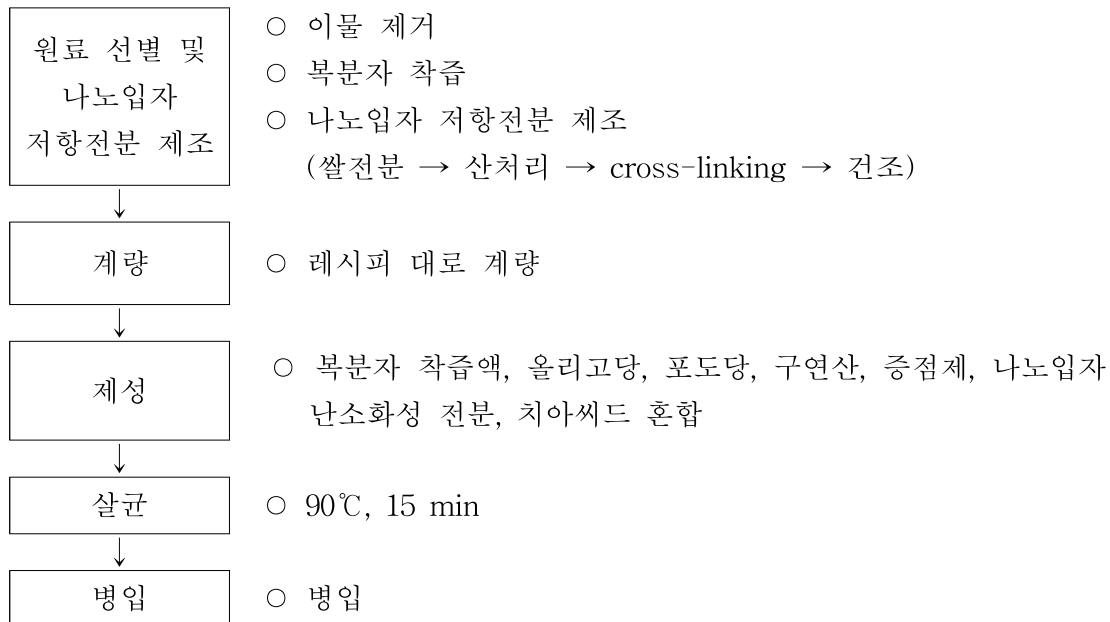 원료 선별 및
나노입자
저항전분 제조
○ 이물 제거
○ 복분자 착즙
○ 나노입자 저항전분 제조
(쌀전분 → 산처리 → cross-linking → 건조)
↓
계량
○ 레시피 대로 계량
↓
제성
○ 복분자 착즙액, 올리고당, 포도당, 구연산, 증점제, 나노입자
난소화성 전분, 치아씨드 혼합
↓
살균
○ 90℃, 15 min
↓
병입
○ 병입